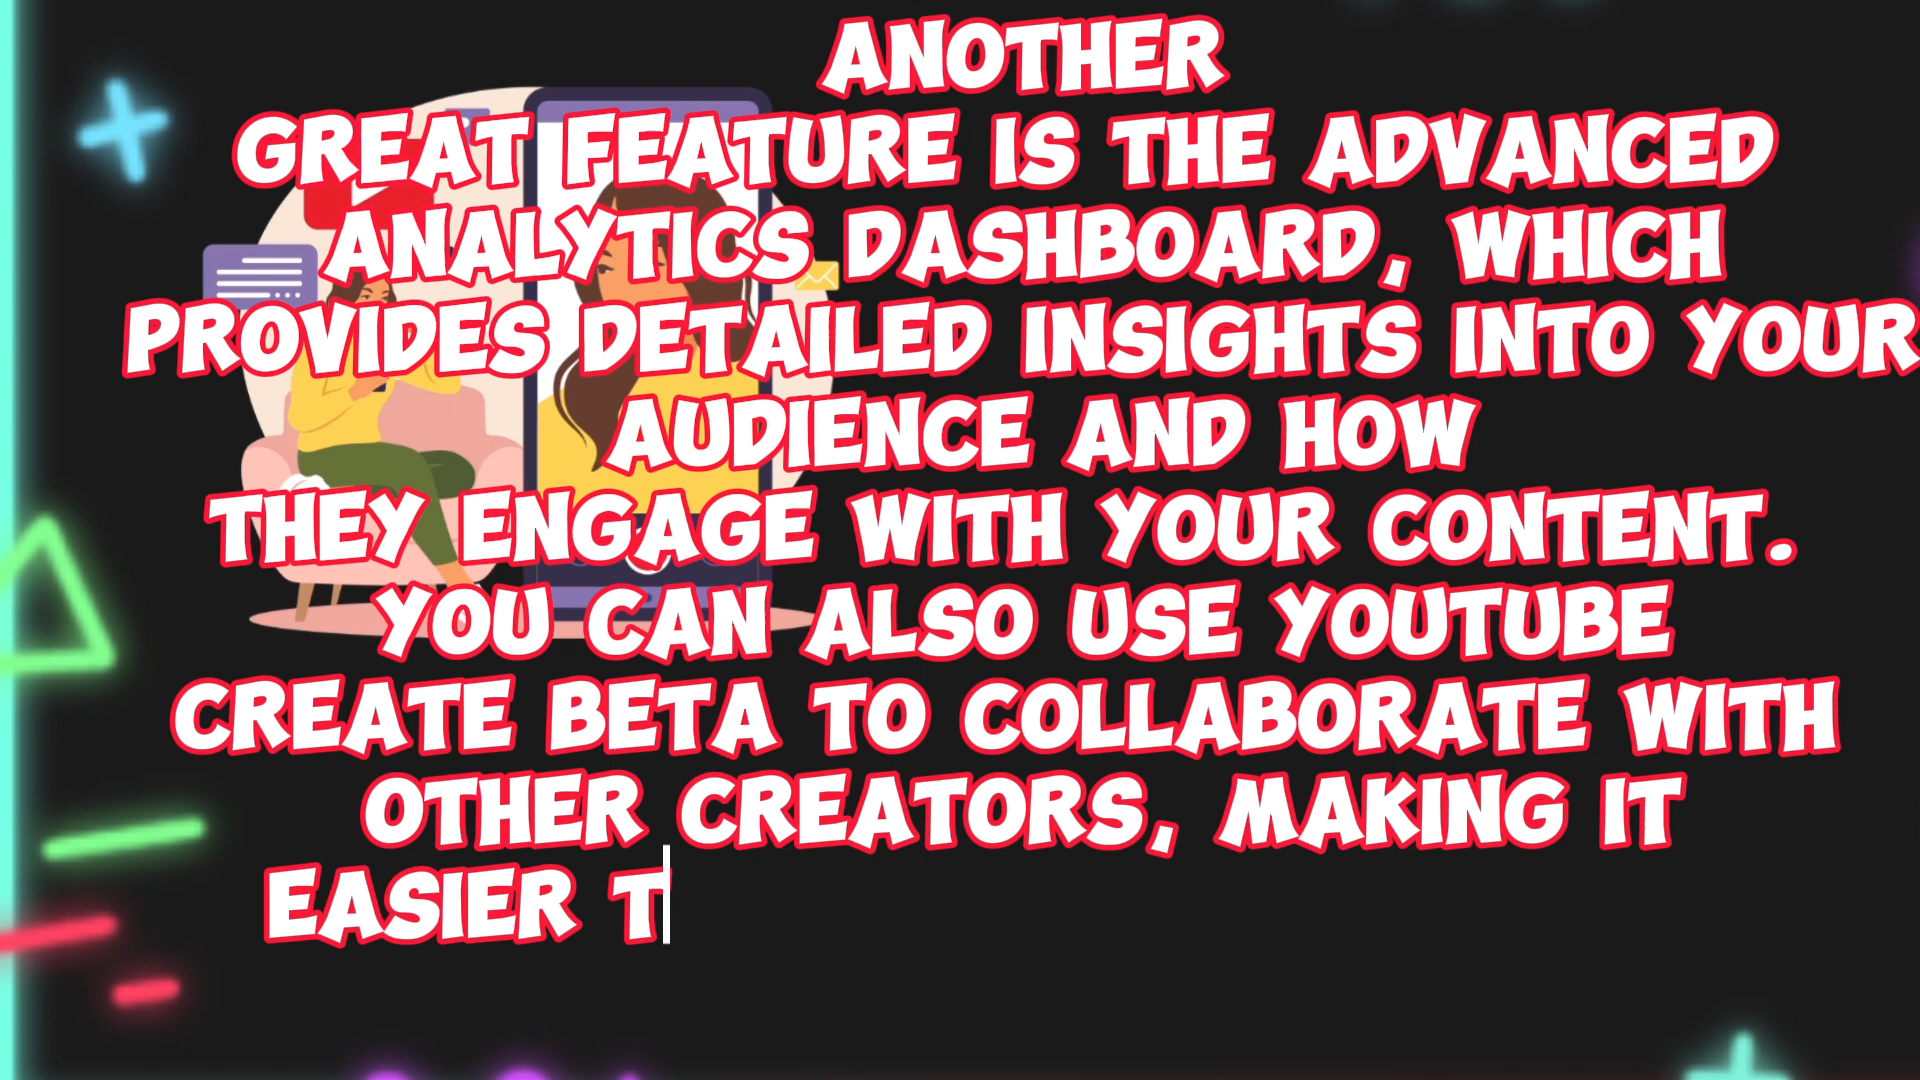 ANOTHER
GREAT FEATURE IS THE ADVANCED
ANALYTICS DASHBOARD, WHICH
PROVIDES DETAILED INSIGHTS INTO YOUR
AUDIENCE AND HOW
THEY ENGAGE WITH YOUR CONTENT.
YOU CAN ALSO USE YOUTUBE
CREATE BETA TO COLLABORATE WITH
OTHER CREATORS, MAKING IT
EASIER T